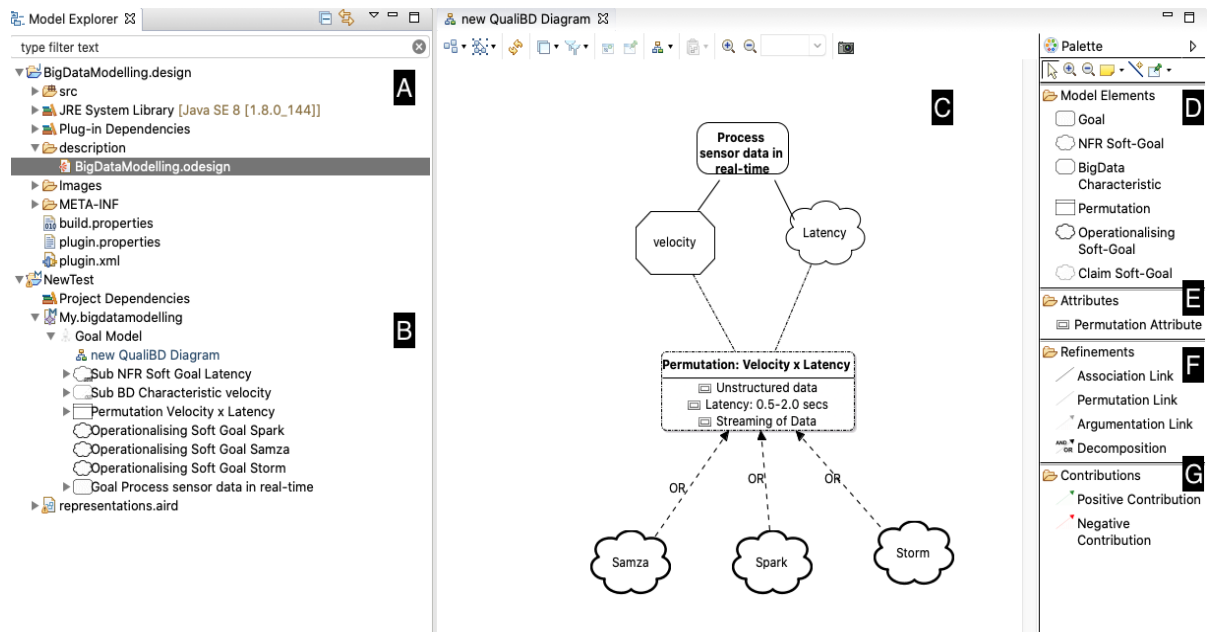 Model Explorer
type filter text
BigDataModelling.design
src
JRE System Library [Java SE 8 [1.8.0_144]]
Plug-in Dependencies
description
BigDataModelling.odesign
Images
META-INF
build.properties
plugin.properties
plugin.xml
NewTest
Project Dependencies
My.bigdatamodelling
Goal Model
new QualiBD Diagram
Sub NFR Soft Goal Latency
Sub BD Characteristic velocity
Permutation Velocity x Latency
Operationalising Soft Goal Spark
Operationalising Soft Goal Samza
Operationalising Soft Goal Storm
Goal Process sensor data in real-time
representations.aird
A
B
new QualiBD Diagram
C
Process
sensor data in
real-time
velocity
Latency
Permutation: Velocity x Latency
Unstructured data
Latency: 0.5-2.0 secs
Streaming of Data
OR
OR
OR
Samza
Spark
Storm
Palette
Model Elements
D
Goal
NFR Soft-Goal
BigData
Characteristic
Permutation
Operationalising
Soft-Goal
Claim Soft-Goal
Attributes
E
Permutation Attribute
Refinements
F
Association Link
Permutation Link
Argumentation Link
AND
OR
Decomposition
Contributions
G
Positive Contribution
Negative
Contribution